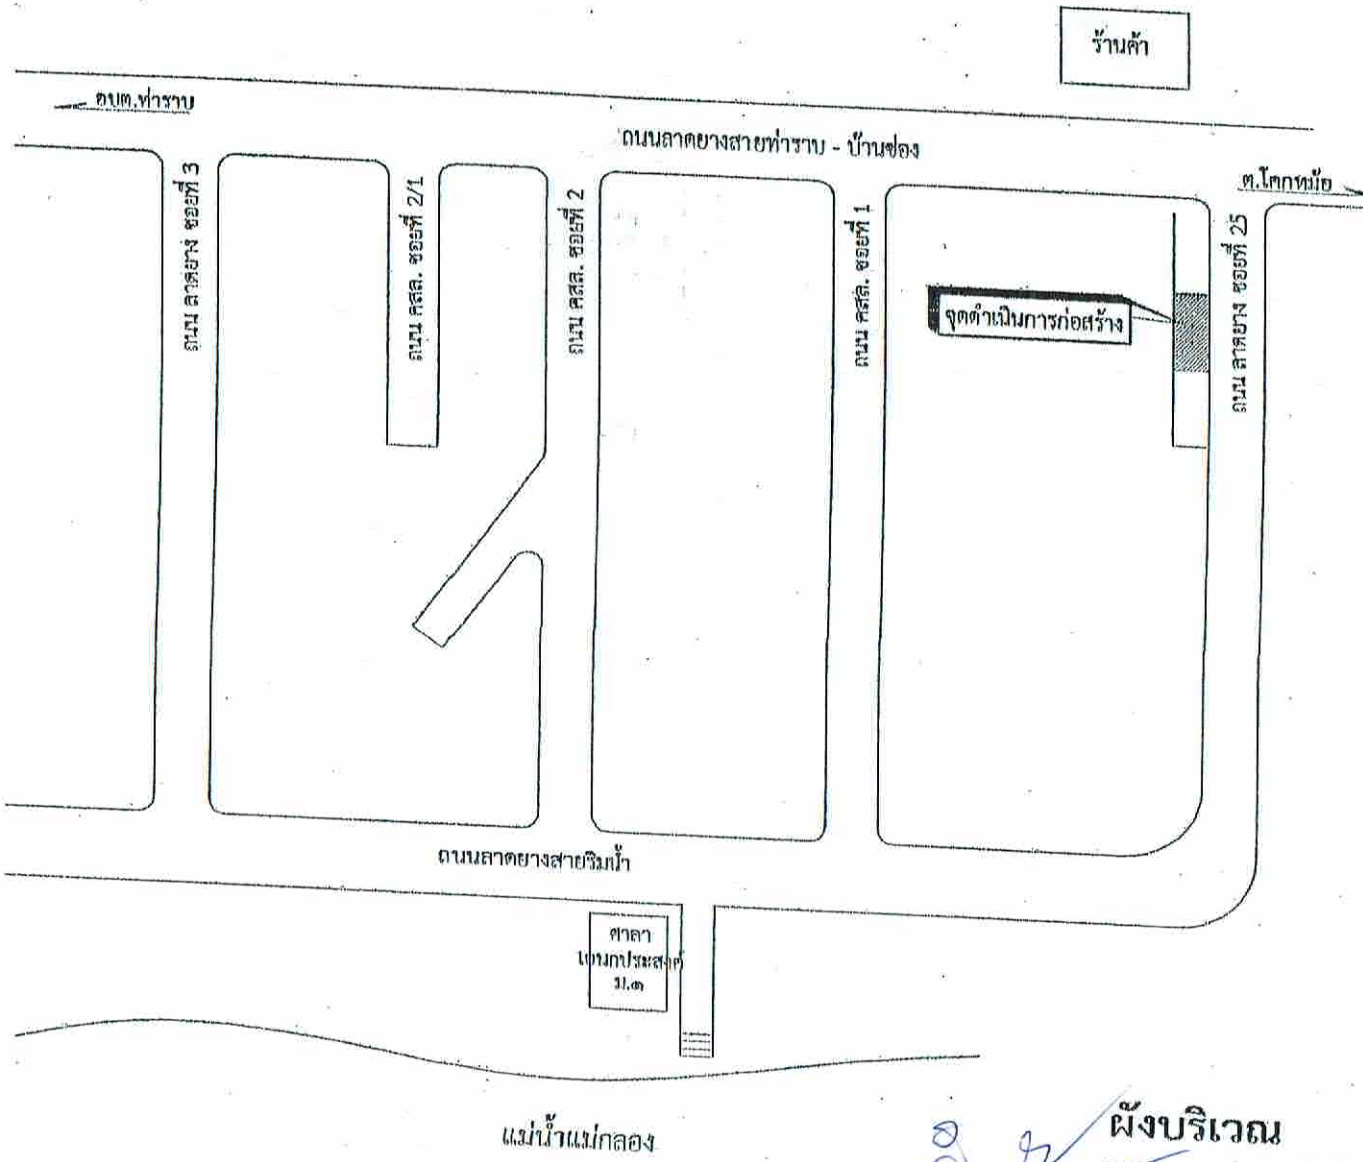 ร้านค้า
อบต.ท่าราบ
ถนนลาดยางสายท่าราบ - บ้านซ่อง
ต.โคกหม้อ
ถนน ลาดยาง ซอยที่ 3
ถนน คสล. ซอยที่ 2/1
ถนน คสล. ซอยที่ 2
ถนน คสล. ซอยที่ 1
ถนน ลาดยาง ซอยที่ 25
จุดดำเนินการก่อสร้าง
ถนนลาดยางสายริมน้ำ
ศาลา
เอนกประสงค์
ม.๓
แม่น้ำแม่กลอง
ผังบริเวณ